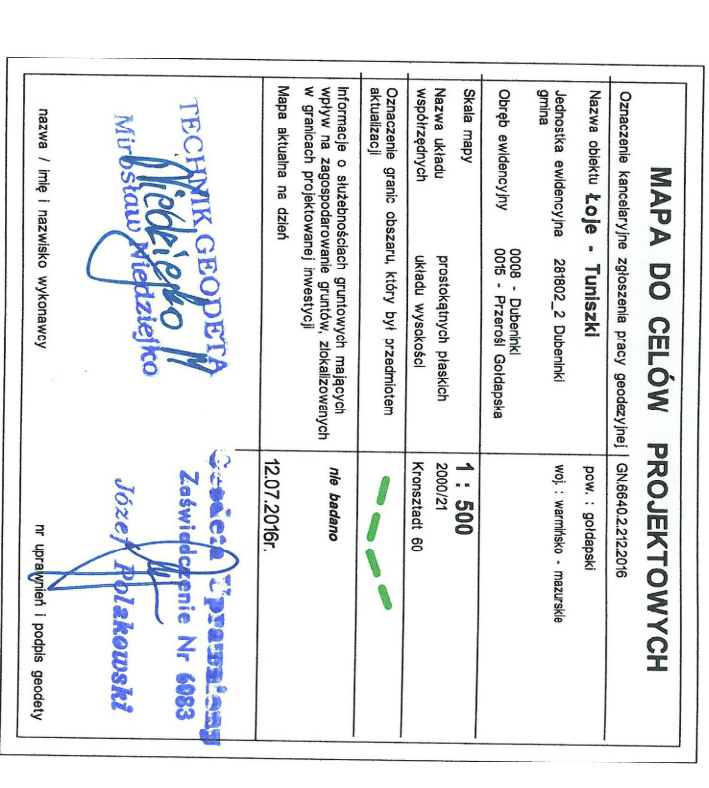 MAPA DO CELÓW PROJEKTOWYCH
Oznaczenie kancelaryjne zgłoszenia pracy geodezyjnej GN.6640.2.212.2016
Nazwa obiektu Łoje - Tuniszki
pow. : gołdapski
Jednostka ewidencyjna 281802_2 Dubeninki
gmina
woj. : warmińsko - mazurskie
Obręb ewidencyjny
0008 - Dubeninki
0015 - Przerośl Gołdapska
Skala mapy 1 : 500
Nazwa układu
współrzędnych
prostokątnych płaskich 2000/21
układu wysokości Kronsztadt 60
Oznaczenie granic obszaru, który był przedmiotem
aktualizacji
Informacje o służebnościach gruntowych mających
wpływ na zagospodarowanie gruntów, zlokalizowanych
w granicach projektowanej inwestycji
nie badano
Mapa aktualna na dzień 12.07.2016r.
TECHNIK GEODETA
Mirosław Niedziejko
nazwa / imię i nazwisko wykonawcy
Geodeta Uprawniony
Zaświadczenie Nr 6083
Józef Polakowski
nr uprawnień i podpis geodety